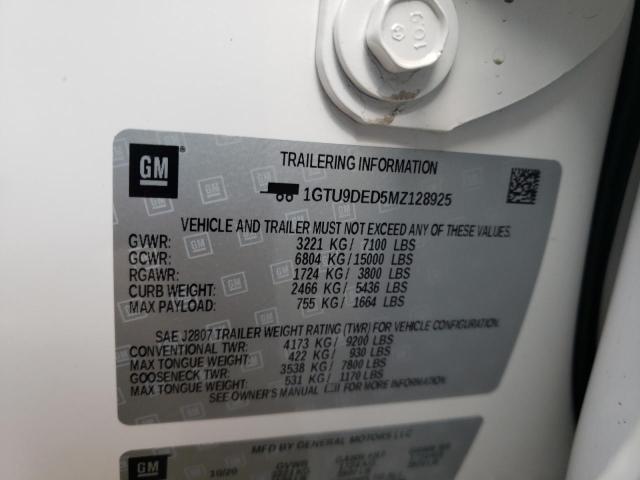 109
GM
TRAILERING INFORMATION
1GTU9DED5MZ128925
VEHICLE AND TRAILER MUST NOT EXCEED ANY OF THESE VALUES.
GVWR: 3221 KG / 7100 LBS
GCWR: 6804 KG / 15000 LBS
RGAWR: 1724 KG / 3800 LBS
CURB WEIGHT: 2466 KG / 5436 LBS
MAX PAYLOAD: 755 KG / 1664 LBS
SAE J2807 TRAILER WEIGHT RATING (TWR) FOR VEHICLE CONFIGURATION.
CONVENTIONAL TWR: 4173 KG / 9200 LBS
MAX TONGUE WEIGHT: 422 KG / 930 LBS
GOOSENECK TWR: 3538 KG / 7800 LBS
MAX TONGUE WEIGHT: 531 KG / 1170 LBS
SEE OWNER'S MANUAL FOR MORE INFORMATION
GM
MFD BY GENERAL MOTORS LLC
10/20 GVWR